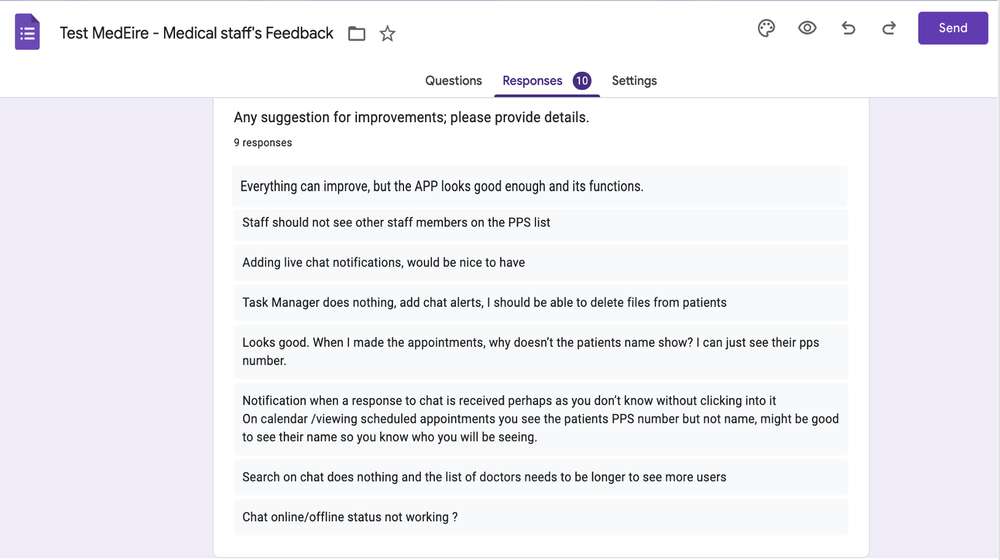 Test MedEire - Medical staff's Feedback
Send
Questions
Responses 10
Settings
Any suggestion for improvements; please provide details.
9 responses
Everything can improve, but the APP looks good enough and its functions.
Staff should not see other staff members on the PPS list
Adding live chat notifications, would be nice to have
Task Manager does nothing, add chat alerts, I should be able to delete files from patients
Looks good. When I made the appointments, why doesn’t the patients name show? I can just see their pps
number.
Notification when a response to chat is received perhaps as you don’t know without clicking into it
On calendar /viewing scheduled appointments you see the patients PPS number but not name, might be good
to see their name so you know who you will be seeing.
Search on chat does nothing and the list of doctors needs to be longer to see more users
Chat online/offline status not working ?